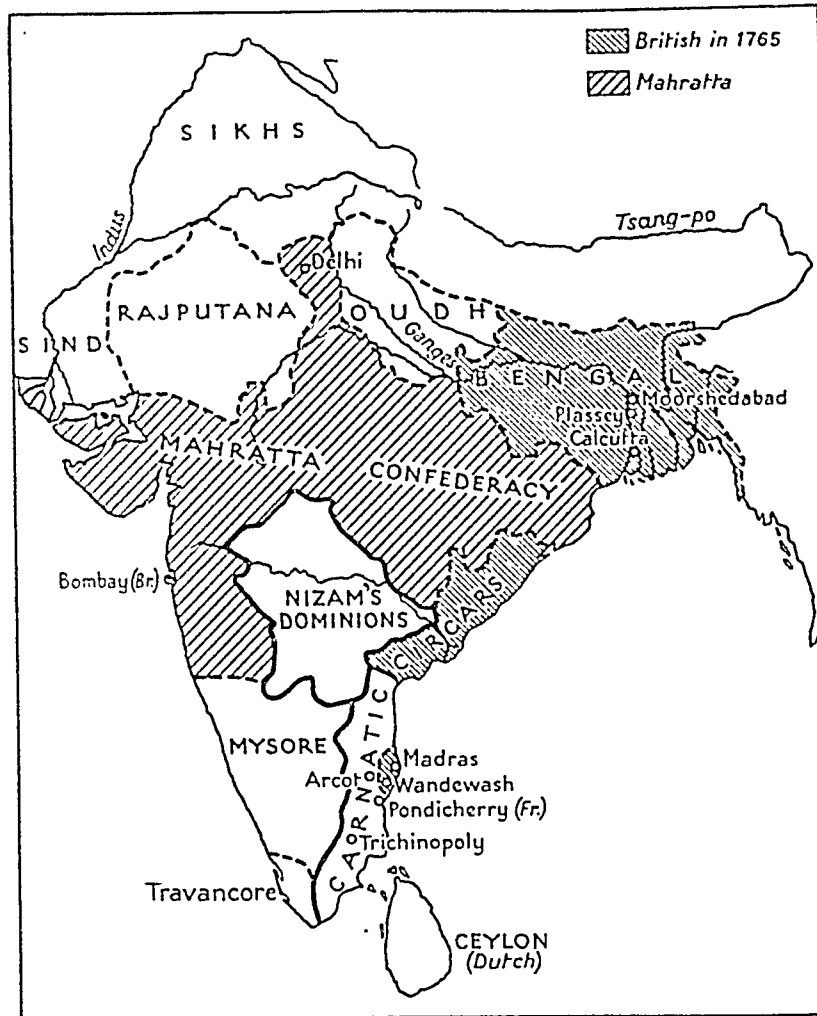 British in 1765
Mahratta
SIKHS
Indus
Tsang-po
Delhi
RAJPUTANA
OUDH
SIND
Ganges
BENGAL
Moorshedabad
Plassey
Calcutta
MAHRATTA
CONFEDERACY
Bombay (Br.)
NIZAM'S
DOMINIONS
CIRCARS
MYSORE
CARNATIC
Madras
Arcot
Wandewash
Pondicherry (Fr.)
Trichinopoly
Travancore
CEYLON
(Dutch)